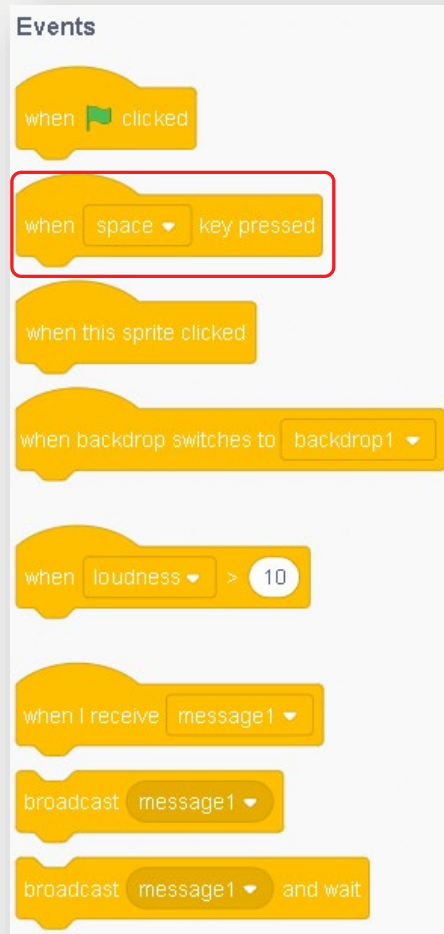 Events
when clicked
when space key pressed
when this sprite clicked
when backdrop switches to backdrop1
when loudness > 10
when I receive message1
broadcast message1
broadcast message1 and wait